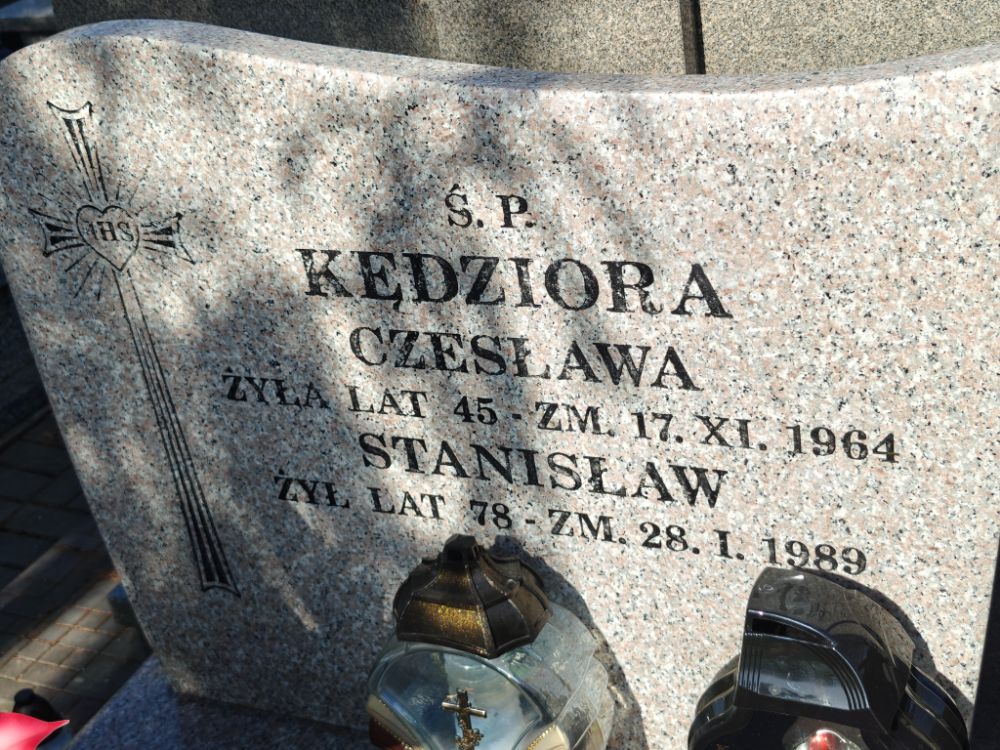 IHS
Ś. P.
KĘDZIORA
CZESŁAWA
ŻYŁA LAT 45 - ZM. 17. XI. 1964
STANISŁAW
ŻYŁ LAT 78 - ZM. 28. I. 1989